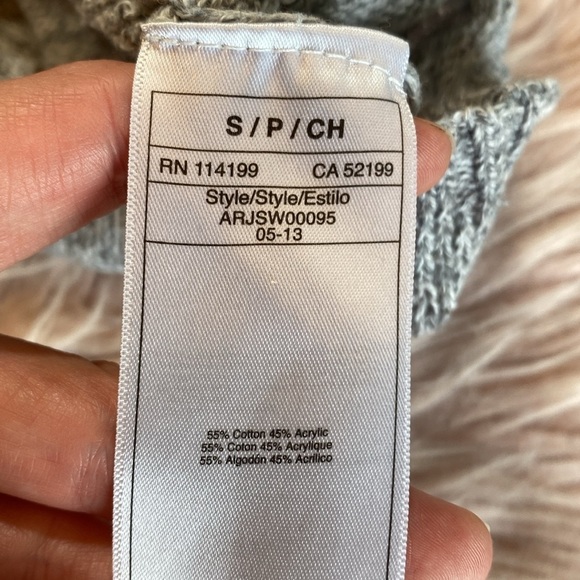 S / P / CH
RN 114199 CA 52199
Style/Style/Estilo
ARJSW00095
05-13
55% Cotton 45% Acrylic
55% Coton 45% Acrylique
55% Algodón 45% Acrilico